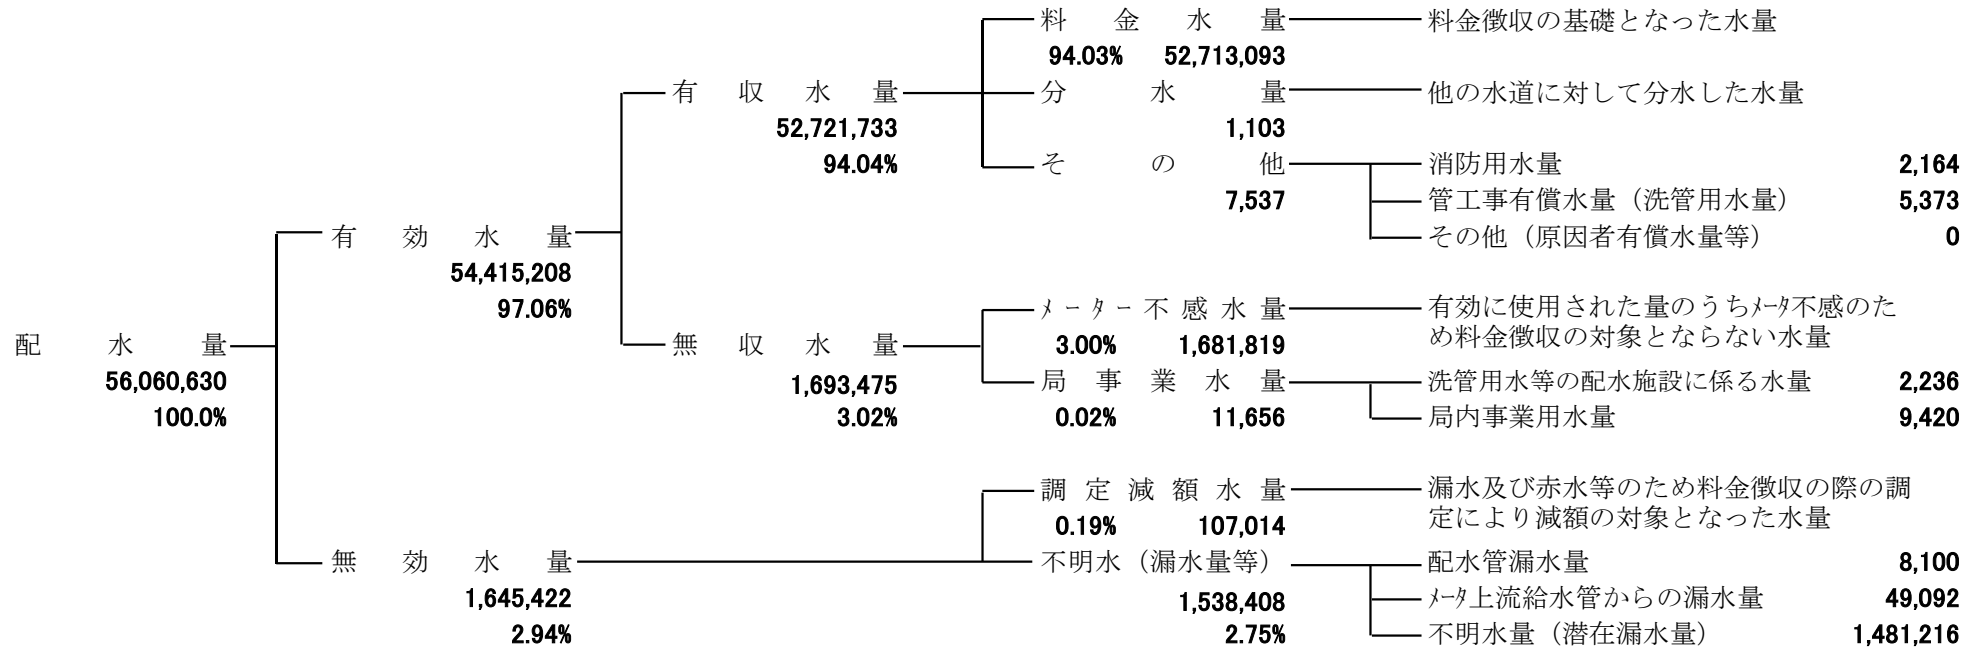 料金水量 料金徴収の基礎となった水量
94.03% 52,713,093
有収水量 分水量 他の水道に対して分水した水量
52,721,733 1,103
94.04% その他 消防用水量 2,164
7,537 管工事有償水量（洗管用水量） 5,373
有効水量 その他（原因者有償水量等） 0
54,415,208
97.06% メーター不感水量 有効に使用された量のうちメータ不感のた
配水量 無収水量 め料金徴収の対象とならない水量
3.00% 1,681,819
56,060,630 1,693,475 局事業水量 洗管用水等の配水施設に係る水量 2,236
100.0% 3.02% 0.02% 11,656 局内事業用水量 9,420
調定減額水量 漏水及び赤水等のため料金徴収の際の調
0.19% 107,014 定により減額の対象となった水量
無効水量 不明水（漏水量等） 配水管漏水量 8,100
1,645,422 1,538,408 メータ上流給水管からの漏水量 49,092
2.94% 2.75% 不明水量（潜在漏水量） 1,481,216